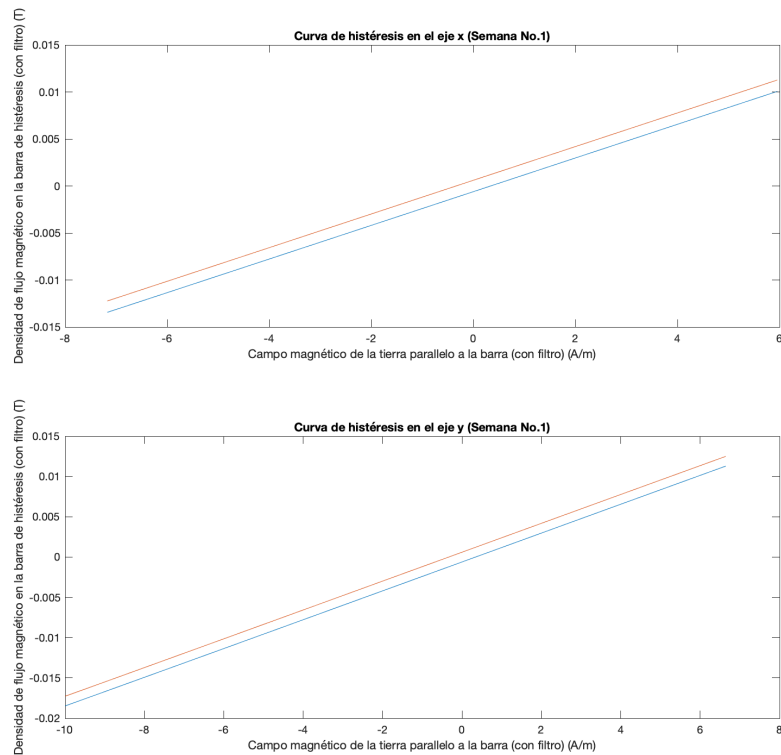 Curva de histéresis en el eje x (Semana No.1)
Densidad de flujo magnético en la barra de histéresis (con filtro) (T)
0.015
0.01
0.005
0
-0.005
-0.01
-0.015
-8 -6 -4 -2 0 2 4 6
Campo magnético de la tierra parallelo a la barra (con filtro) (A/m)
Curva de histéresis en el eje y (Semana No.1)
Densidad de flujo magnético en la barra de histéresis (con filtro) (T)
0.015
0.01
0.005
0
-0.005
-0.01
-0.015
-0.02
-10 -8 -6 -4 -2 0 2 4 6 8
Campo magnético de la tierra parallelo a la barra (con filtro) (A/m)